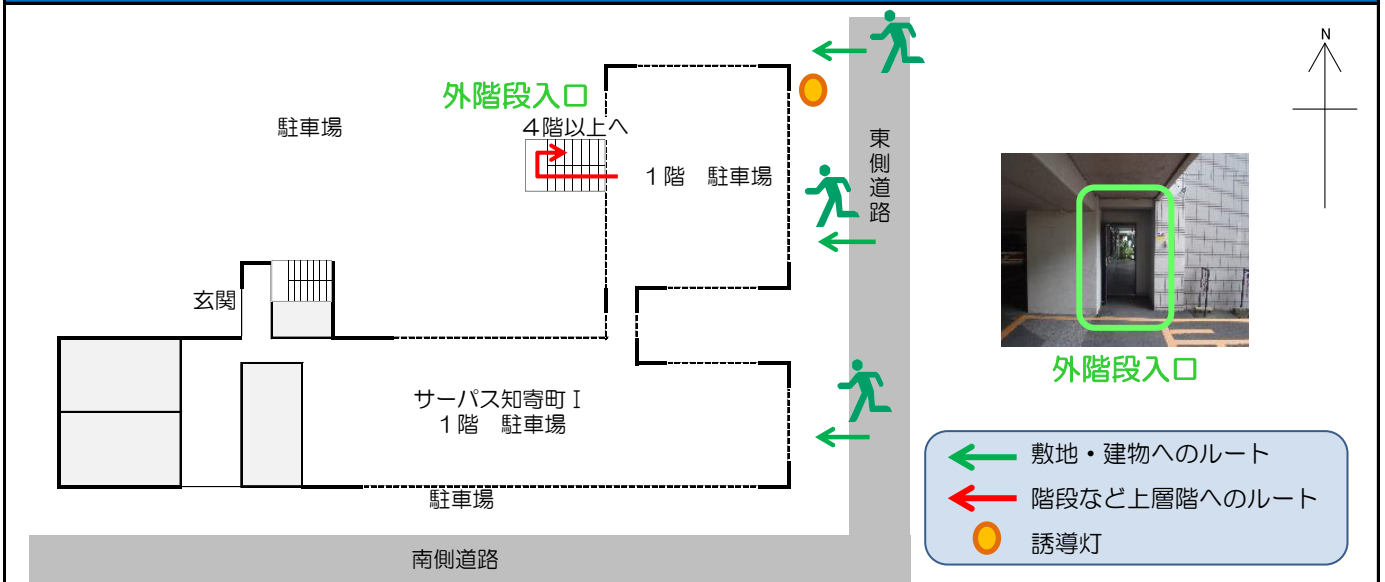 N
外階段入口
駐車場
4階以上へ
1階 駐車場
東側道路
玄関
外階段入口
サーパス知寄町Ⅰ
1階 駐車場
駐車場
南側道路
敷地・建物へのルート
階段など上層階へのルート
誘導灯